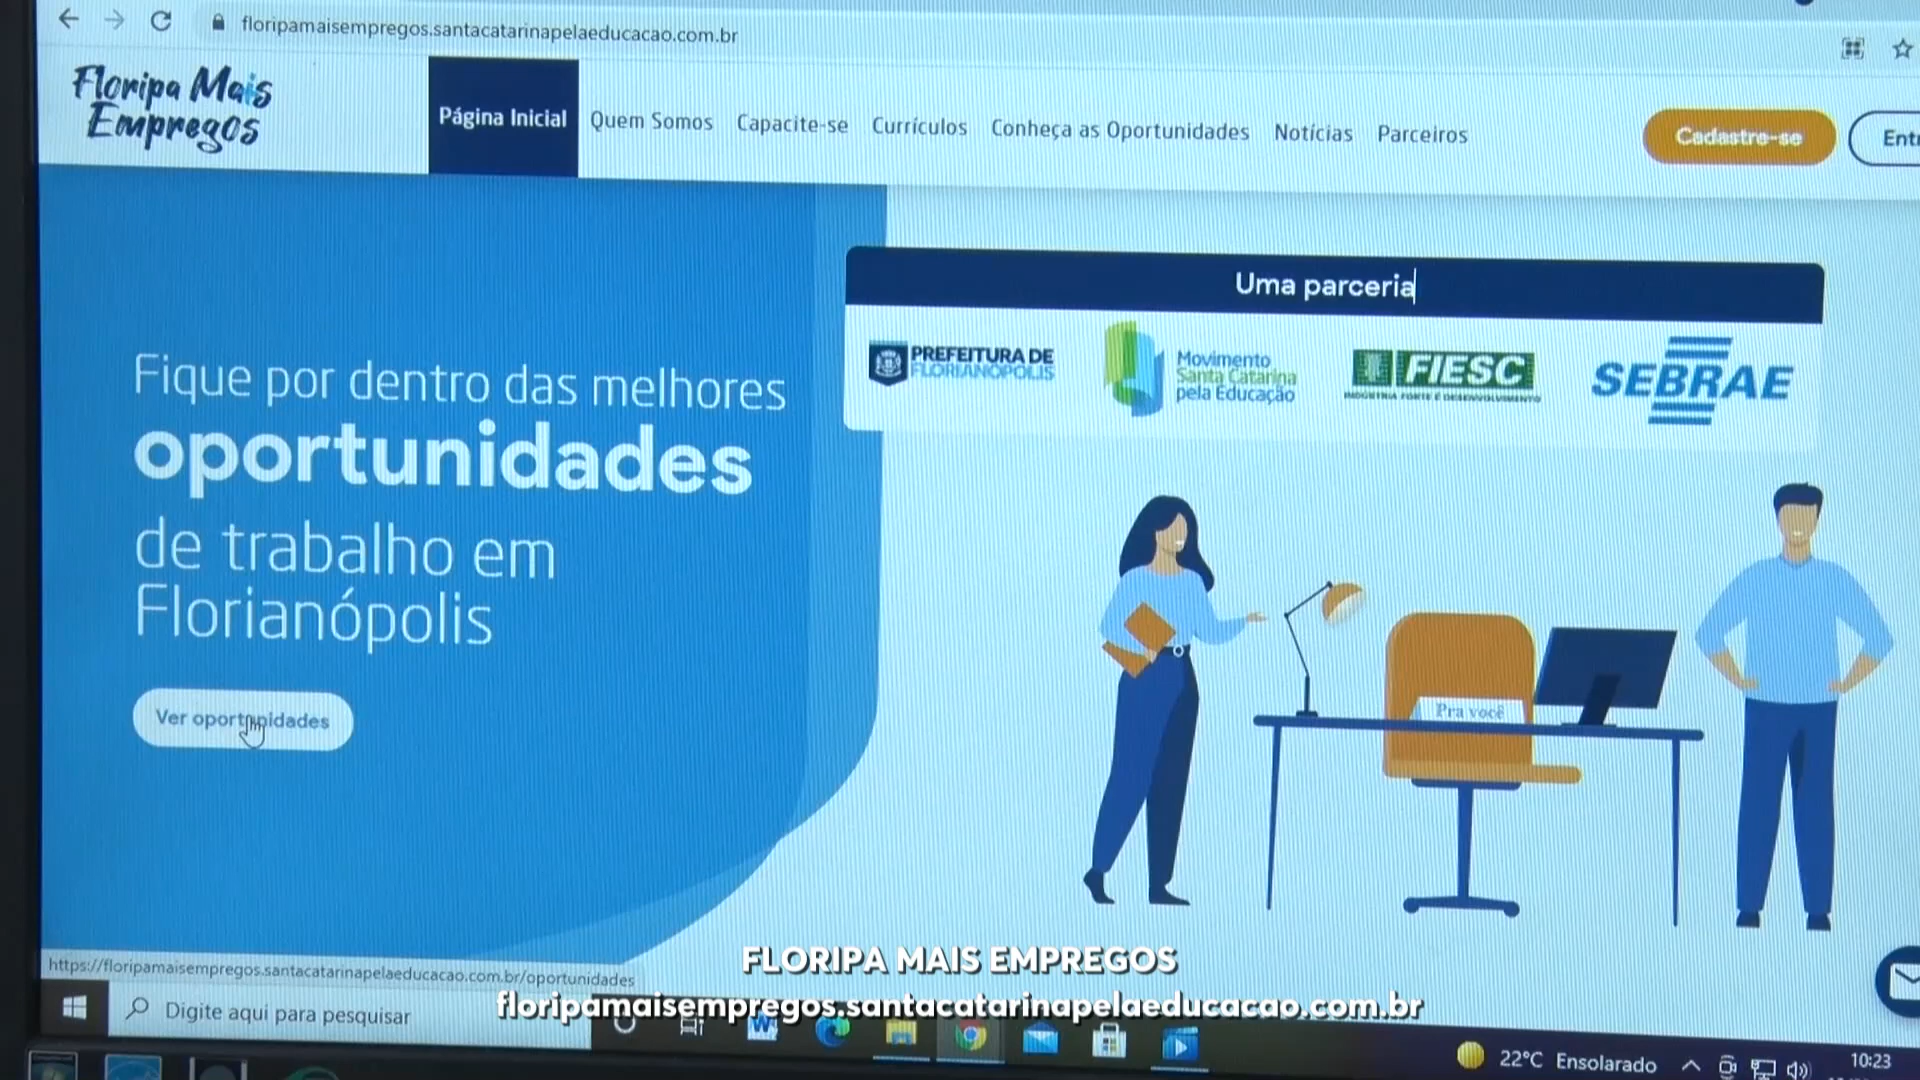 floripamaisempregos.santacatarinapelaeducacao.com.br
Floripa Mais
Empregos
Página Inicial
Quem Somos
Capacite-se
Currículos
Conheça as Oportunidades
Notícias
Parceiros
Cadastre-se
Uma parceria
PREFEITURA DE
FLORIANÓPOLIS
Movimento
Santa Catarina
pela Educação
FIESC
INDÚSTRIA FORTE É DESENVOLVIMENTO
SEBRAE
Fique por dentro das melhores
oportunidades
de trabalho em
Florianópolis
Ver oportunidades
Pra você
https://floripamaisempregos.santacatarinapelaeducacao.com.br/oportunidades
FLORIPA MAIS EMPREGOS
floripamaisempregos.santacatarinapelaeducacao.com.br
Digite aqui para pesquisar
22°C Ensolarado
10:23